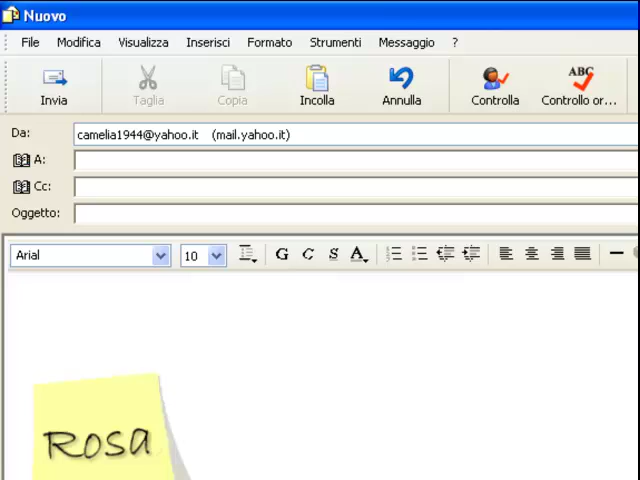 Nuovo
File Modifica Visualizza Inserisci Formato Strumenti Messaggio ?
Invia Taglia Copia Incolla Annulla Controlla ABC Controllo or...
Da: camelia1944@yahoo.it (mail.yahoo.it)
A:
Cc:
Oggetto:
Arial 10 G C S A
Rosa